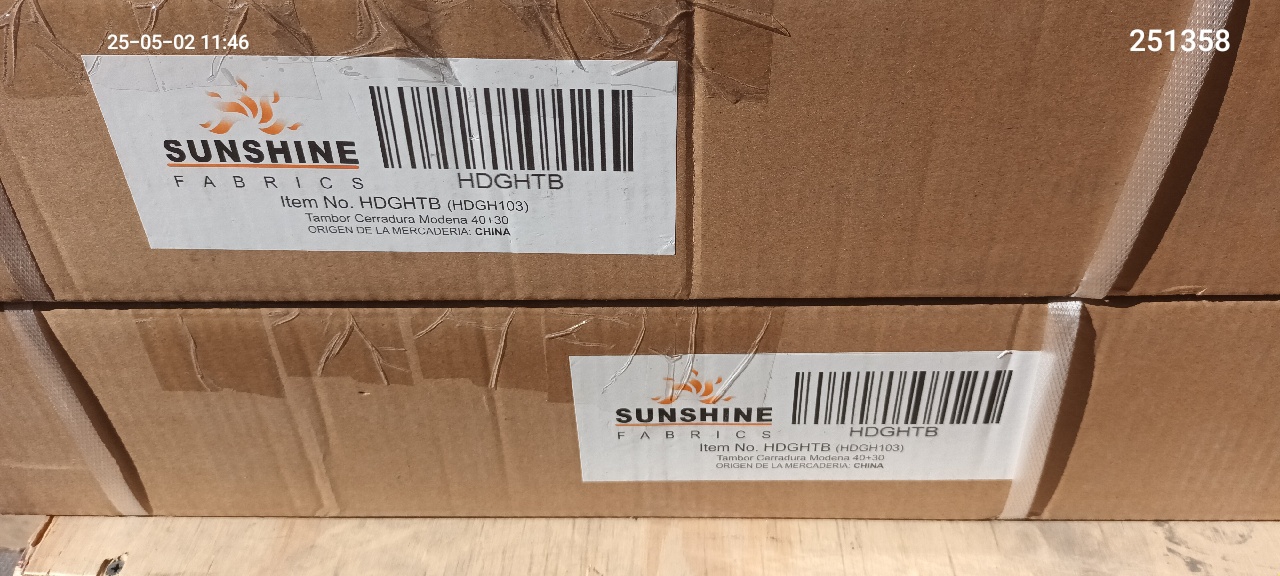 25-05-02 11:46
251358
SUNSHINE
FABRICS
HDGHTB
Item No. HDGHTB (HDGH103)
Tambor Cerradura Modena 40+30
ORIGEN DE LA MERCADERIA: CHINA
SUNSHINE
FABRICS
HDGHTB
Item No. HDGHTB (HDGH103)
Tambor Cerradura Modena 40+30
ORIGEN DE LA MERCADERIA: CHINA